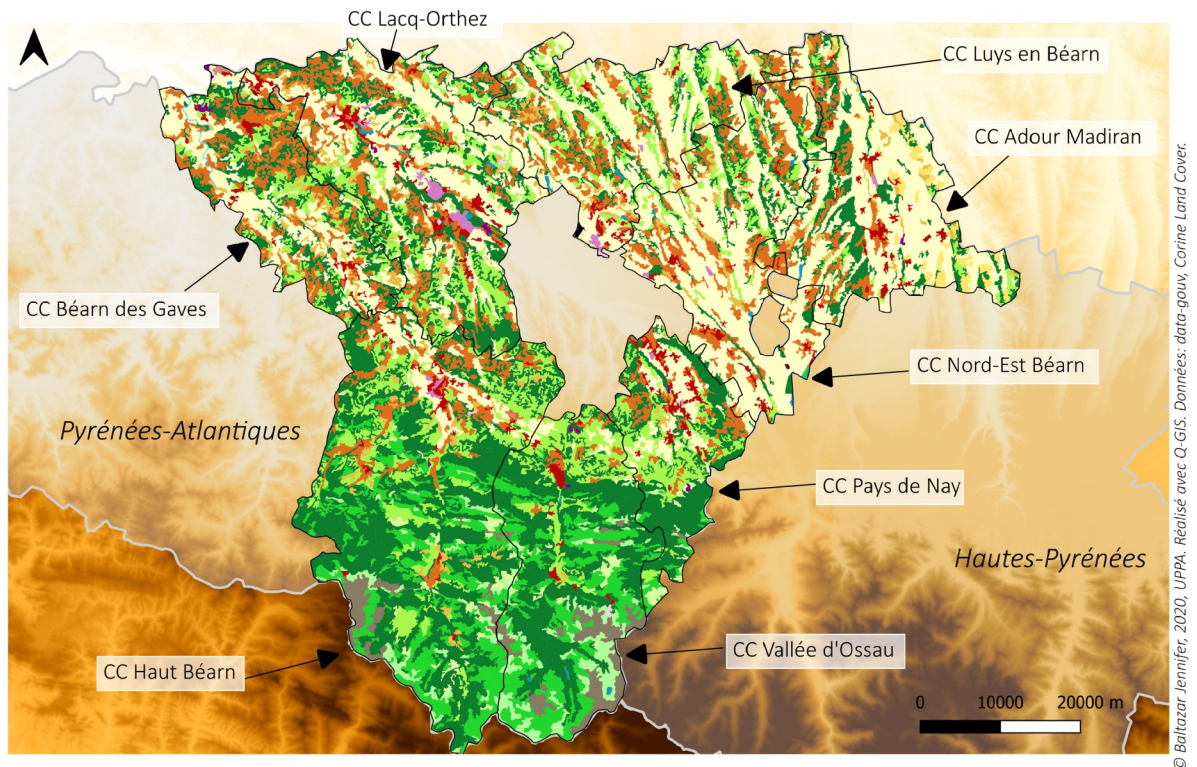 CC Lacq-Orthez
CC Luys en Béarn
CC Adour Madiran
CC Béarn des Gaves
CC Nord-Est Béarn
Pyrénées-Atlantiques
CC Pays de Nay
Hautes-Pyrénées
CC Haut Béarn
CC Vallée d'Ossau
0 10000 20000 m
© Baltazar Jennifer, 2020, UPPA. Réalisé avec Q-GIS. Données: data-gouv, Corine Land Cover.